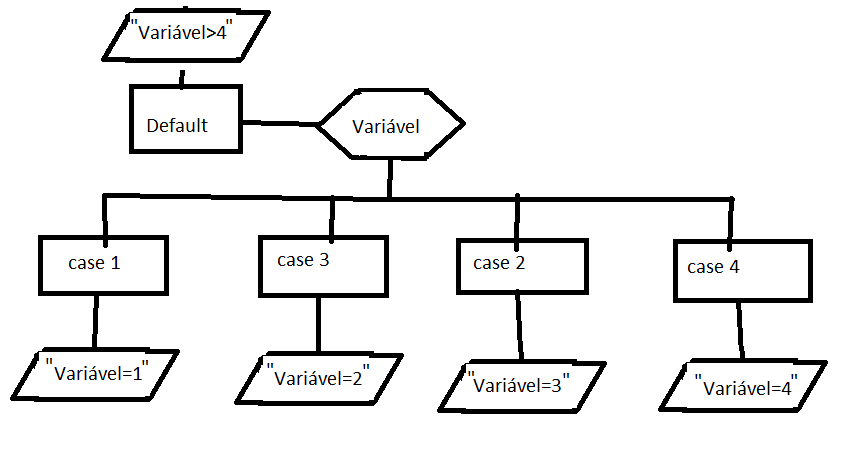 "Variável>4"
Default
Variável
case 1
case 3
case 2
case 4
"Variável=1"
"Variável=2"
"Variável=3"
"Variável=4"